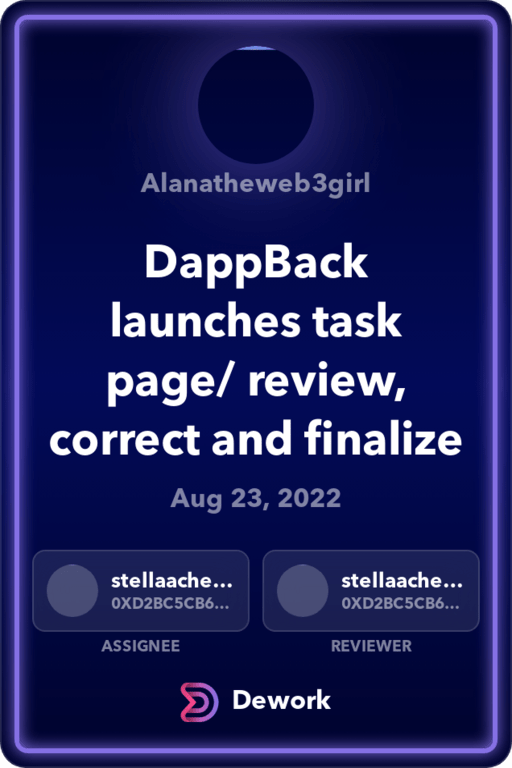 Alanatheweb3girl
DappBack
launches task
page/ review,
correct and finalize
Aug 23, 2022
stellaache... stellaache...
0XD2BC5CB6... 0XD2BC5CB6...
ASSIGNEE REVIEWER
Dework